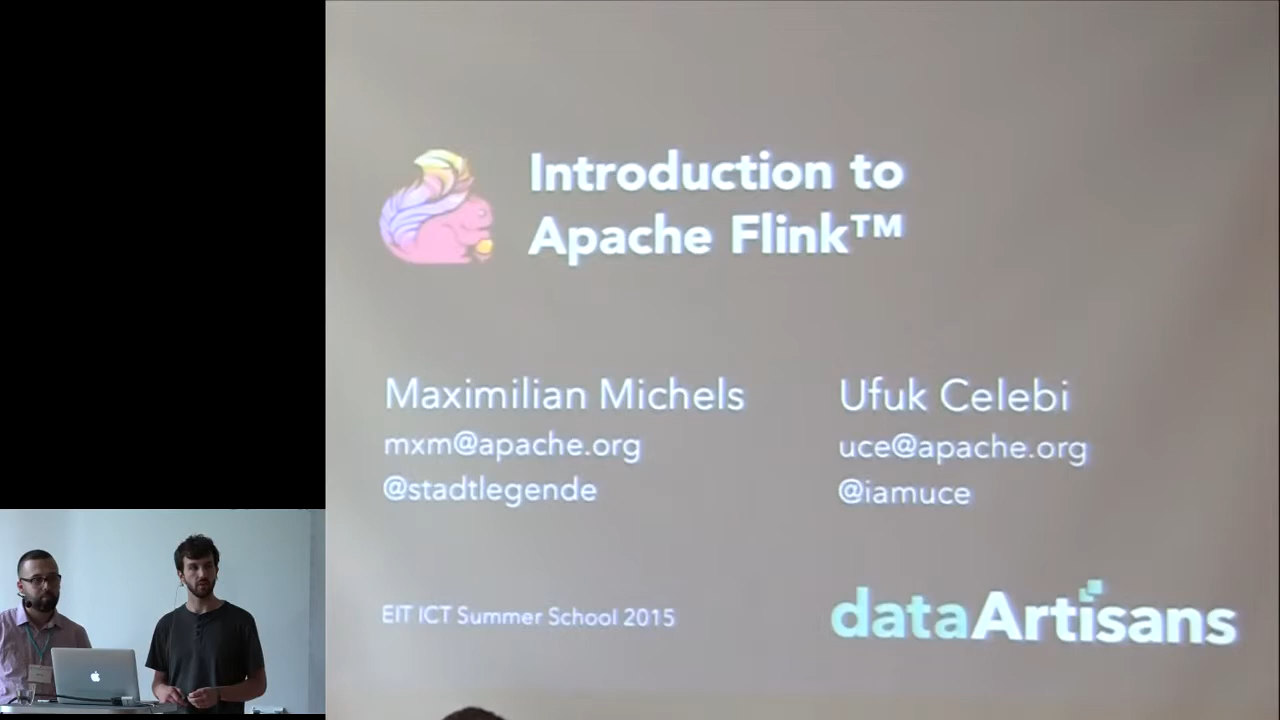 Introduction to
Apache Flink™
Maximilian Michels
mxm@apache.org
@stadtlegende
Ufuk Celebi
uce@apache.org
@iamuce
EIT ICT Summer School 2015
dataArtisans